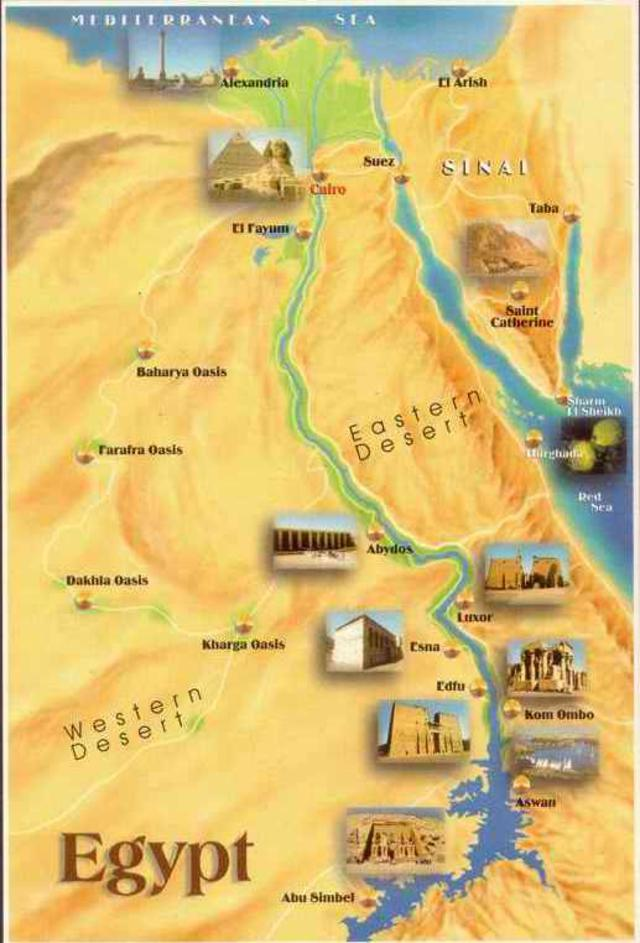 MEDITERRANEAN SEA
Alexandria
El Arish
Suez
SINAI
Cairo
Taba
El Fayum
Saint
Catherine
Baharya Oasis
Sharm
El Sheikh
Eastern
Desert
Farafra Oasis
Hurghada
Red
Sea
Abydos
Dakhla Oasis
Luxor
Kharga Oasis
Esna
Edfu
Kom Ombo
Western
Desert
Aswan
Egypt
Abu Simbel